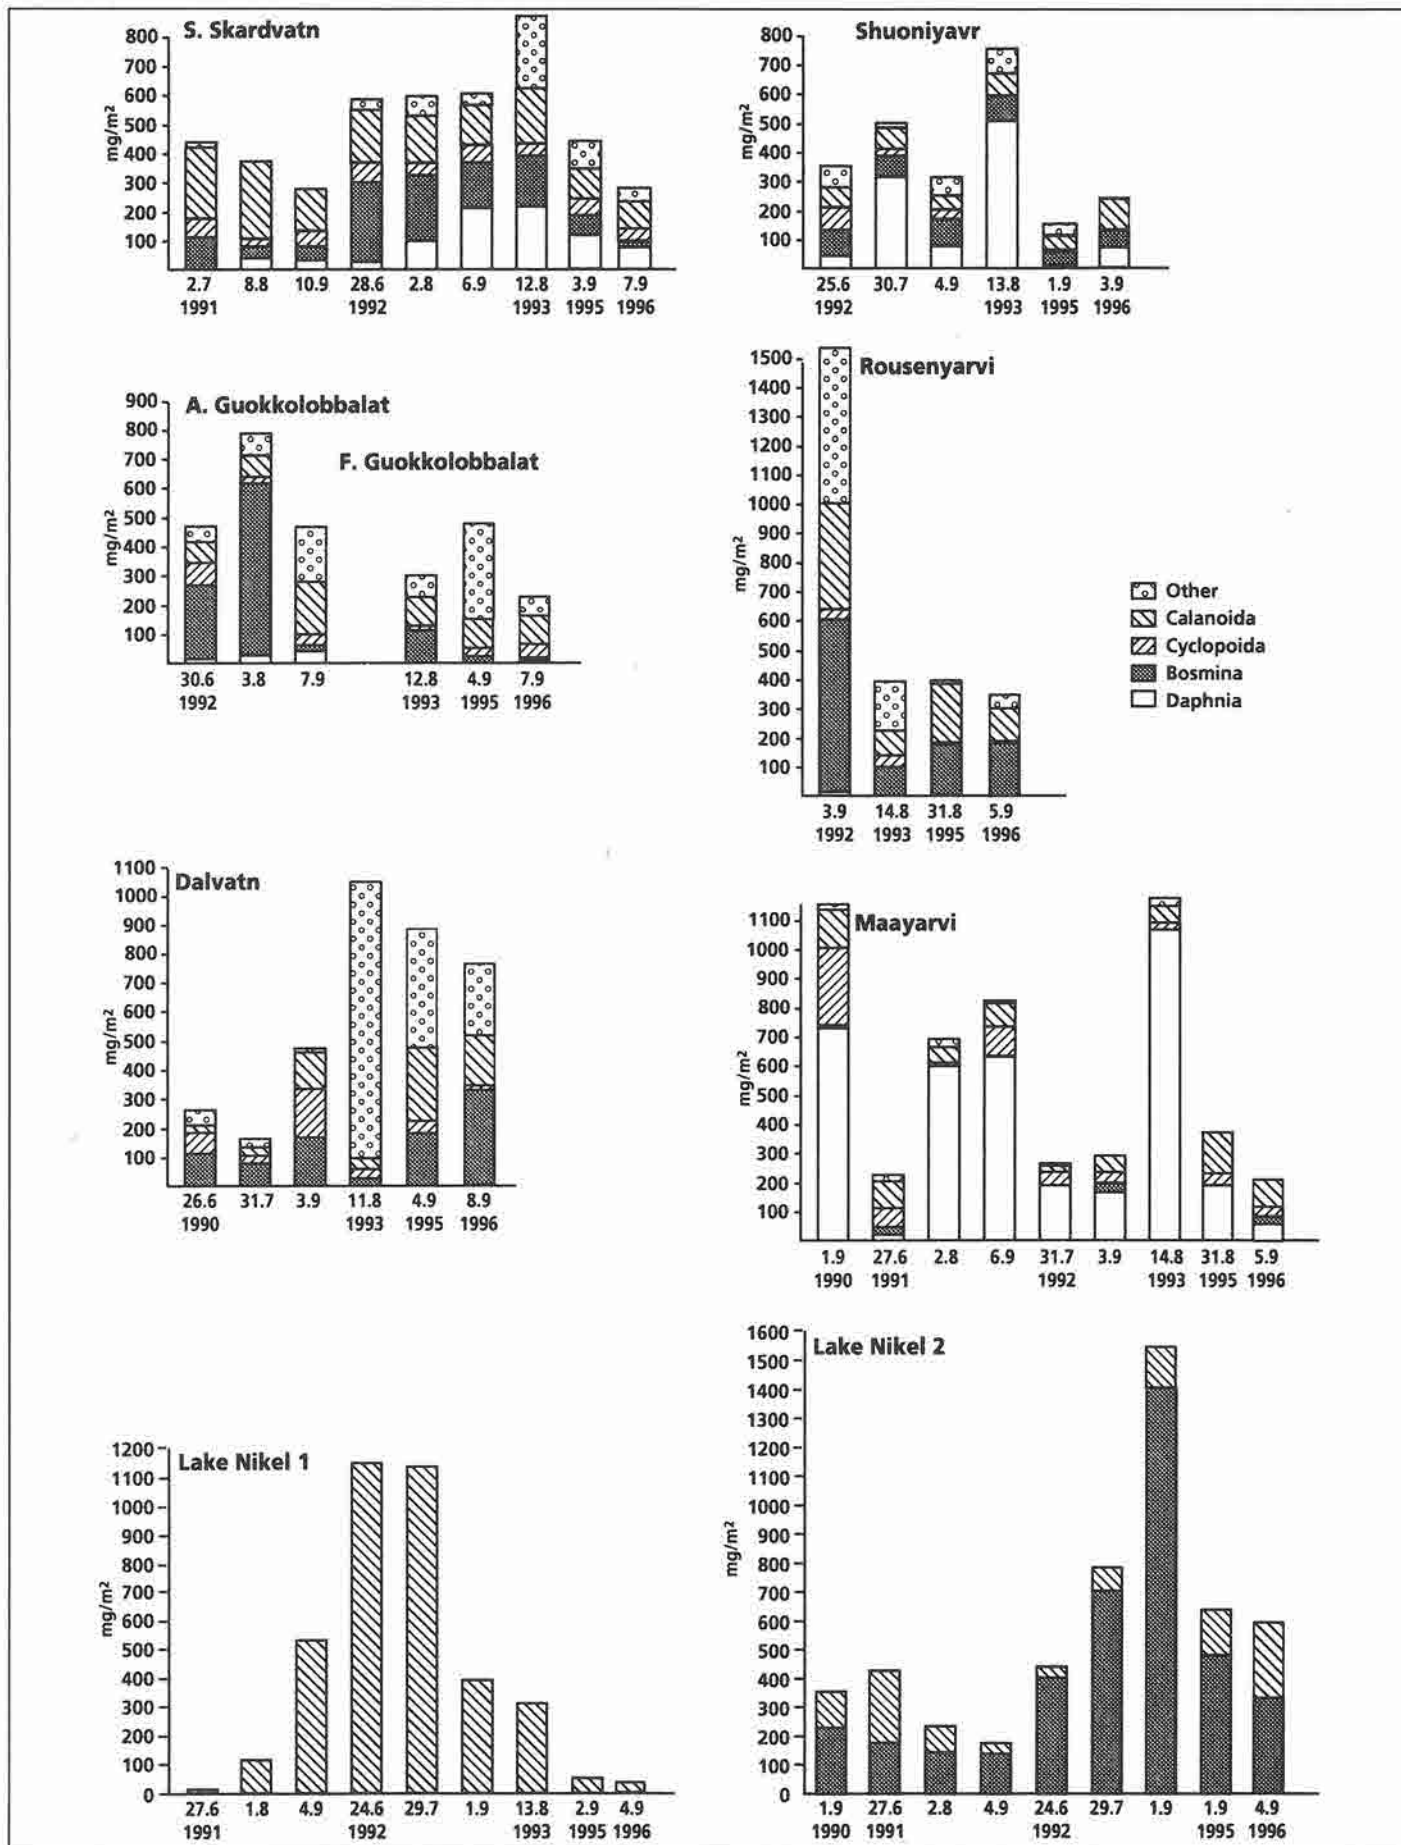 S. Skardvatn
800
700
600
500
400
300
200
100
mg/m²
2.7 8.8 10.9 28.6 2.8 6.9 12.8 3.9 7.9
1991 1992 1993 1995 1996
Shuoniyavr
800
700
600
500
400
300
200
100
mg/m²
25.6 30.7 4.9 13.8 1.9 3.9
1992 1993 1995 1996
A. Guokkolobbalat
F. Guokkolobbalat
900
800
700
600
500
400
300
200
100
mg/m²
30.6 3.8 7.9 12.8 4.9 7.9
1992 1993 1995 1996
Rousenyarvi
1500
1400
1300
1200
1100
1000
900
800
700
600
500
400
300
200
100
mg/m²
3.9 14.8 31.8 5.9
1992 1993 1995 1996
Other
Calanoida
Cyclopoida
Bosmina
Daphnia
Dalvatn
1100
1000
900
800
700
600
500
400
300
200
100
mg/m²
26.6 31.7 3.9 11.8 4.9 8.9
1990 1993 1995 1996
Maayarvi
1100
1000
900
800
700
600
500
400
300
200
100
mg/m²
1.9 27.6 2.8 6.9 31.7 3.9 14.8 31.8 5.9
1990 1991 1992 1993 1995 1996
Lake Nikel 1
1200
1100
1000
900
800
700
600
500
400
300
200
100
0
mg/m²
27.6 1.8 4.9 24.6 29.7 1.9 13.8 2.9 4.9
1991 1992 1993 1995 1996
Lake Nikel 2
1600
1500
1400
1300
1200
1100
1000
900
800
700
600
500
400
300
200
100
0
mg/m²
1.9 27.6 2.8 4.9 24.6 29.7 1.9 1.9 4.9
1990 1991 1992 1995 1996